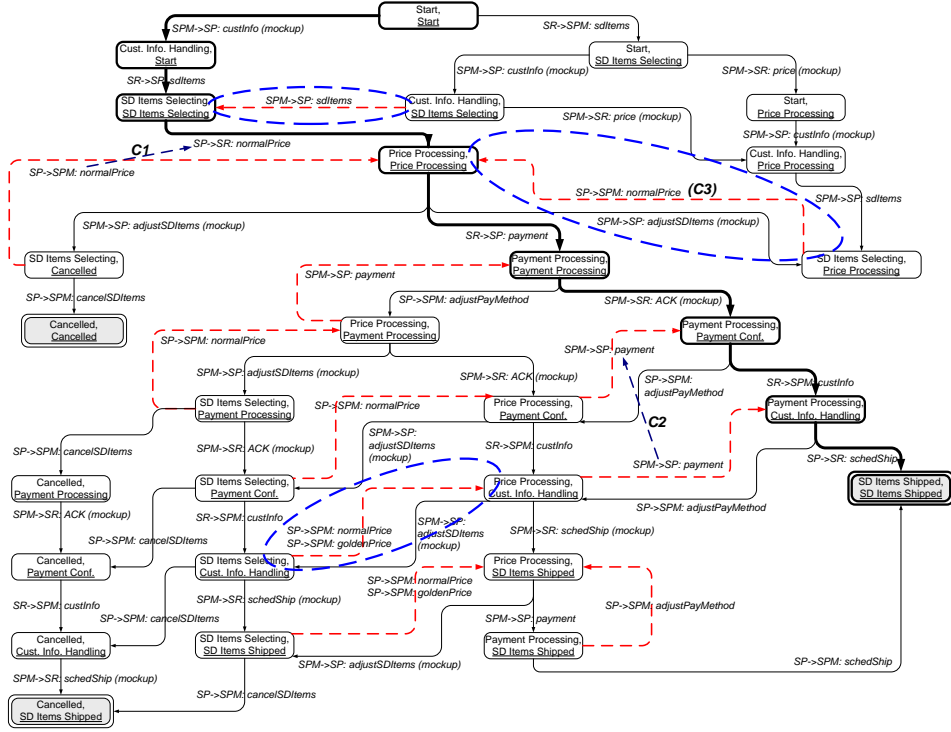 Start,
Start
SPM->SP: custInfo (mockup)
SR->SPM: sdItems
Cust. Info. Handling,
Start
Start,
SD Items Selecting
SR->SP: sdItems
SPM->SP: custInfo (mockup)
SPM->SR: price (mockup)
SD Items Selecting,
SD Items Selecting
SPM->SP: sdItems
Cust. Info. Handling,
SD Items Selecting
Start,
Price Processing
SPM->SR: price (mockup)
SPM->SP: custInfo (mockup)
C1
SP->SR: normalPrice
Price Processing,
Price Processing
Cust. Info. Handling,
Price Processing
SP->SPM: normalPrice
SP->SPM: normalPrice
(C3)
SPM->SP: sdItems
SPM->SP: adjustSDItems (mockup)
SPM->SP: adjustSDItems (mockup)
SR->SP: payment
SD Items Selecting,
Cancelled
Payment Processing,
Payment Processing
SD Items Selecting,
Price Processing
SPM->SP: payment
SP->SPM: cancelSDItems
SP->SPM: adjustPayMethod
SPM->SR: ACK (mockup)
Cancelled,
Cancelled
Price Processing,
Payment Processing
Payment Processing,
Payment Conf.
SP->SPM: normalPrice
SPM->SP: payment
SPM->SP: adjustSDItems (mockup)
SPM->SR: ACK (mockup)
SP->SPM:
adjustPayMethod
SR->SPM: custInfo
SD Items Selecting,
Payment Processing
SP->SPM: normalPrice
Price Processing,
Payment Conf.
Payment Processing,
Cust. Info. Handling
C2
SP->SPM: cancelSDItems
SPM->SR: ACK (mockup)
SPM->SP:
adjustSDItems
(mockup)
SR->SPM: custInfo
SPM->SP: payment
SP->SR: schedShip
Cancelled,
Payment Processing
SD Items Selecting,
Payment Conf.
Price Processing,
Cust. Info. Handling
SD Items Shipped,
SD Items Shipped
SP->SPM: adjustPayMethod
SPM->SR: ACK (mockup)
SR->SPM: custInfo
SP->SPM: normalPrice
SP->SPM: goldenPrice
SPM->SP:
adjustSDItems
(mockup)
SPM->SR: schedShip (mockup)
SP->SPM: cancelSDItems
Cancelled,
Payment Conf.
SD Items Selecting,
Cust. Info. Handling
Price Processing,
SD Items Shipped
SP->SPM: normalPrice
SP->SPM: goldenPrice
SR->SPM: custInfo
SPM->SR: schedShip (mockup)
SP->SPM: adjustPayMethod
SP->SPM: cancelSDItems
SP->SPM: payment
Cancelled,
Cust. Info. Handling
SD Items Selecting,
SD Items Shipped
Payment Processing,
SD Items Shipped
SPM->SP: adjustSDItems (mockup)
SP->SPM: schedShip
SPM->SR: schedShip (mockup)
SP->SPM: cancelSDItems
Cancelled,
SD Items Shipped